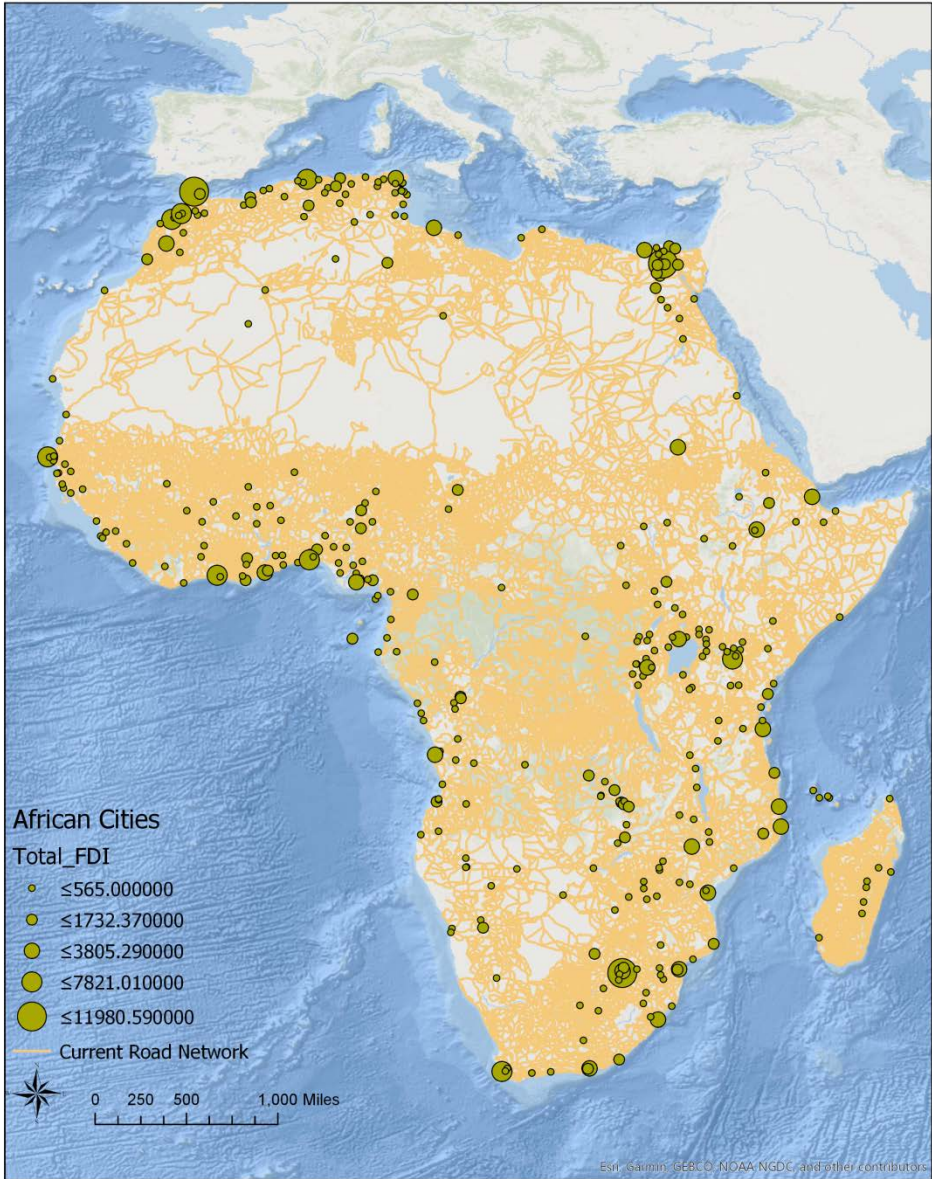 African Cities
Total_FDI
≤565.000000
≤1732.370000
≤3805.290000
≤7821.010000
≤11980.590000
Current Road Network
0 250 500 1,000 Miles
Esri, Garmin, GEBCO, NOAA NGDC, and other contributors